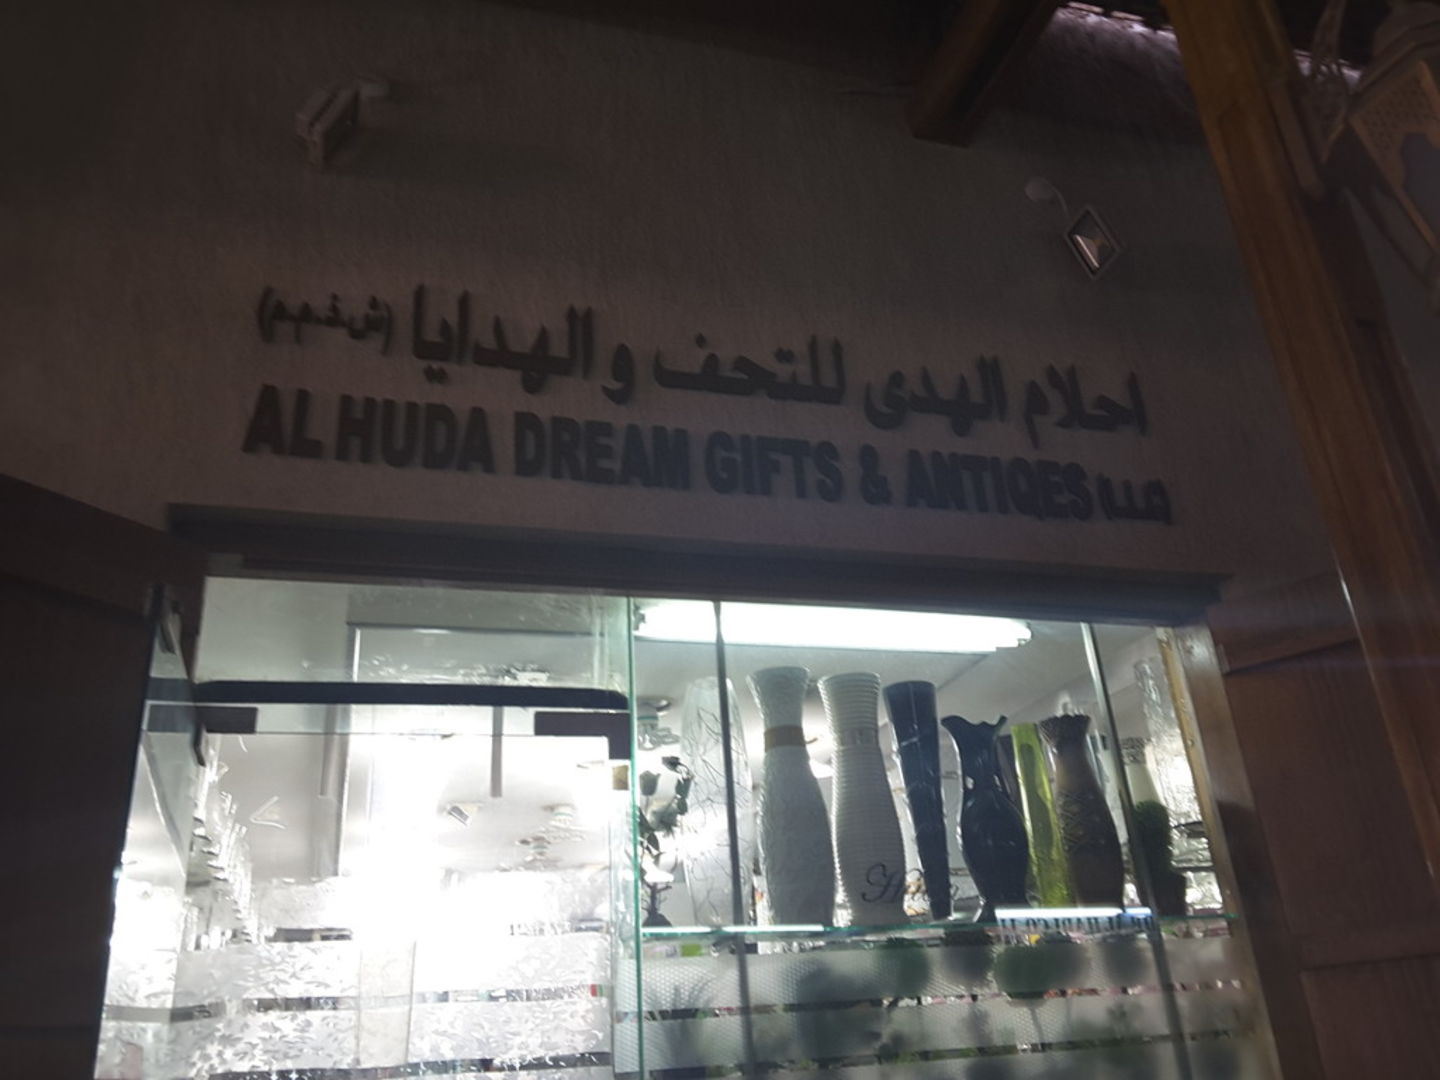 احلام الهدى للتحف و الهدايا (ش.ذ.م.م)
AL HUDA DREAM GIFTS & ANTIQES (L.L.C)